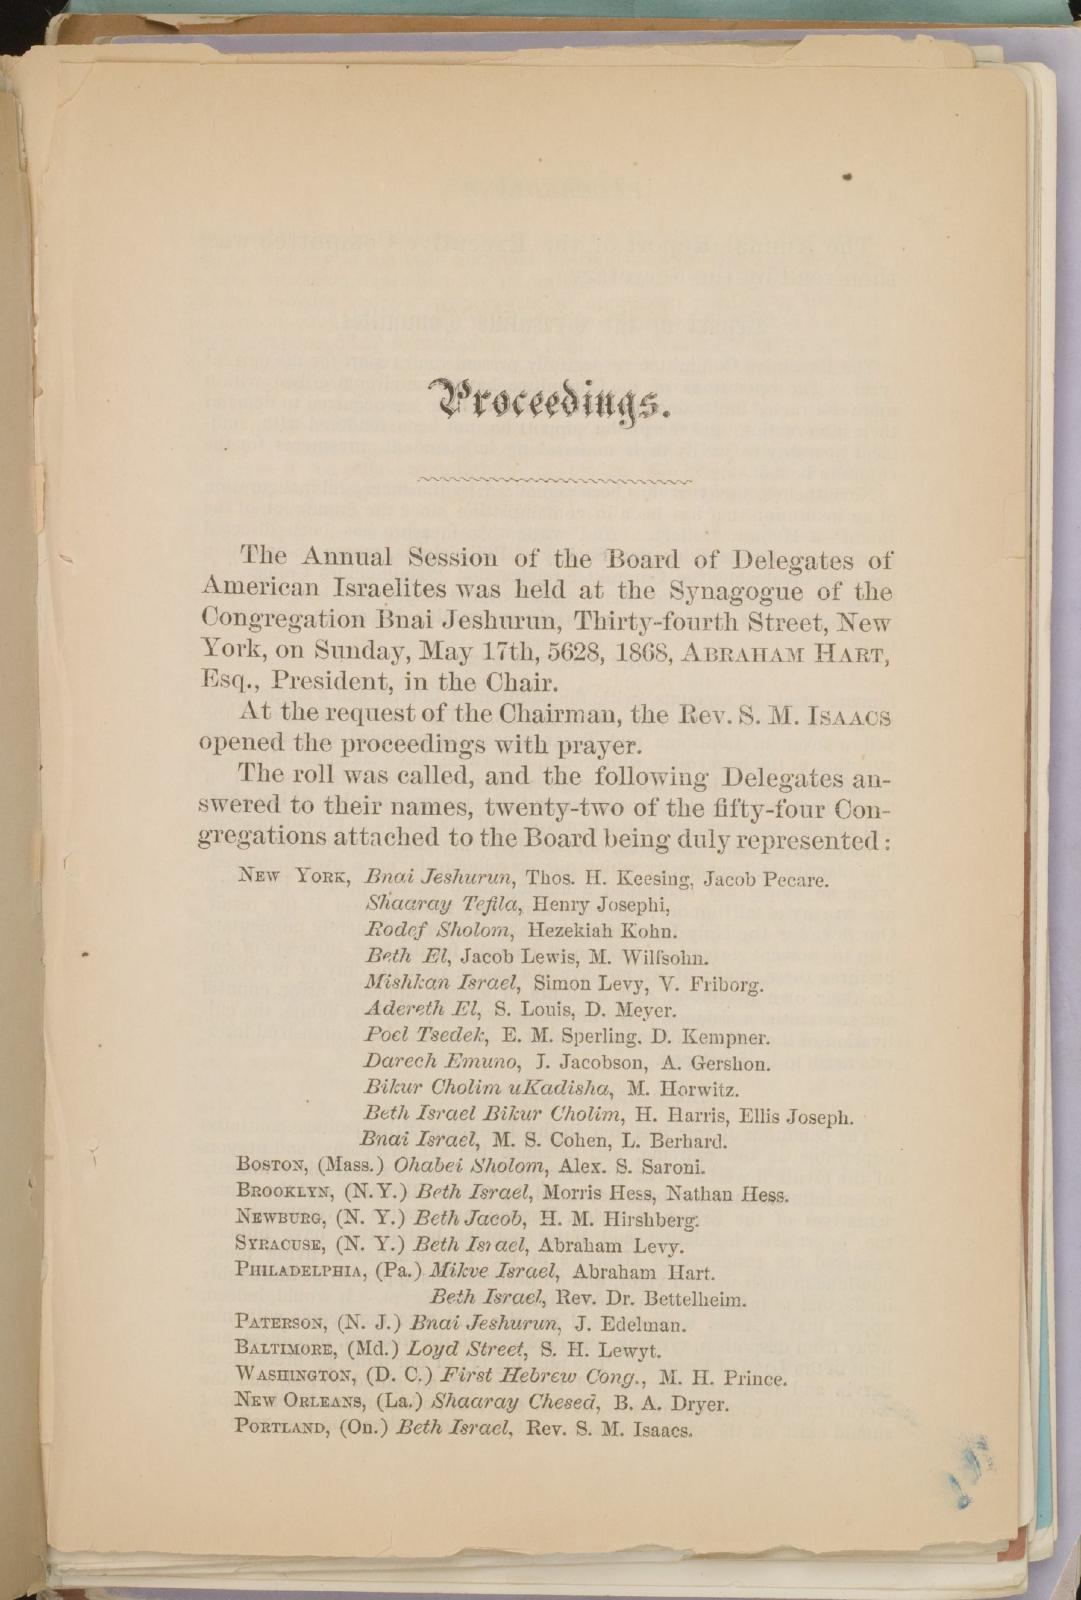 Proceedings.
The Annual Session of the Board of Delegates of
American Israelites was held at the Synagogue of the
Congregation Bnai Jeshurun, Thirty-fourth Street, New
York, on Sunday, May 17th, 5628, 1868, ABRAHAM HART,
Esq., President, in the Chair.
At the request of the Chairman, the Rev. S. M. ISAACS
opened the proceedings with prayer.
The roll was called, and the following Delegates an-
swered to their names, twenty-two of the fifty-four Con-
gregations attached to the Board being duly represented:
NEW YORK, Bnai Jeshurun, Thos. H. Keesing, Jacob Pecare.
Shaaray Tefila, Henry Josephi,
Rodef Sholom, Hezekiah Kohn.
Beth El, Jacob Lewis, M. Wilfsohn.
Mishkan Israel, Simon Levy, V. Friborg.
Adereth El, S. Louis, D. Meyer.
Poel Tsedek, E. M. Sperling, D. Kempner.
Darech Emuno, J. Jacobson, A. Gershon.
Bikur Cholim uKadisha, M. Horwitz.
Beth Israel Bikur Cholim, H. Harris, Ellis Joseph.
Bnai Israel, M. S. Cohen, L. Berhard.
BOSTON, (Mass.) Ohabei Sholom, Alex. S. Saroni.
BROOKLYN, (N.Y.) Beth Israel, Morris Hess, Nathan Hess.
NEWBURG, (N. Y.) Beth Jacob, H. M. Hirshberg.
SYRACUSE, (N. Y.) Beth Israel, Abraham Levy.
PHILADELPHIA, (Pa.) Mikve Israel, Abraham Hart.
Beth Israel, Rev. Dr. Bettelheim.
PATERSON, (N. J.) Bnai Jeshurun, J. Edelman.
BALTIMORE, (Md.) Loyd Street, S. H. Lewyt.
WASHINGTON, (D. C.) First Hebrew Cong., M. H. Prince.
NEW ORLEANS, (La.) Shaaray Chesed, B. A. Dryer.
PORTLAND, (On.) Beth Israel, Rev. S. M. Isaacs.